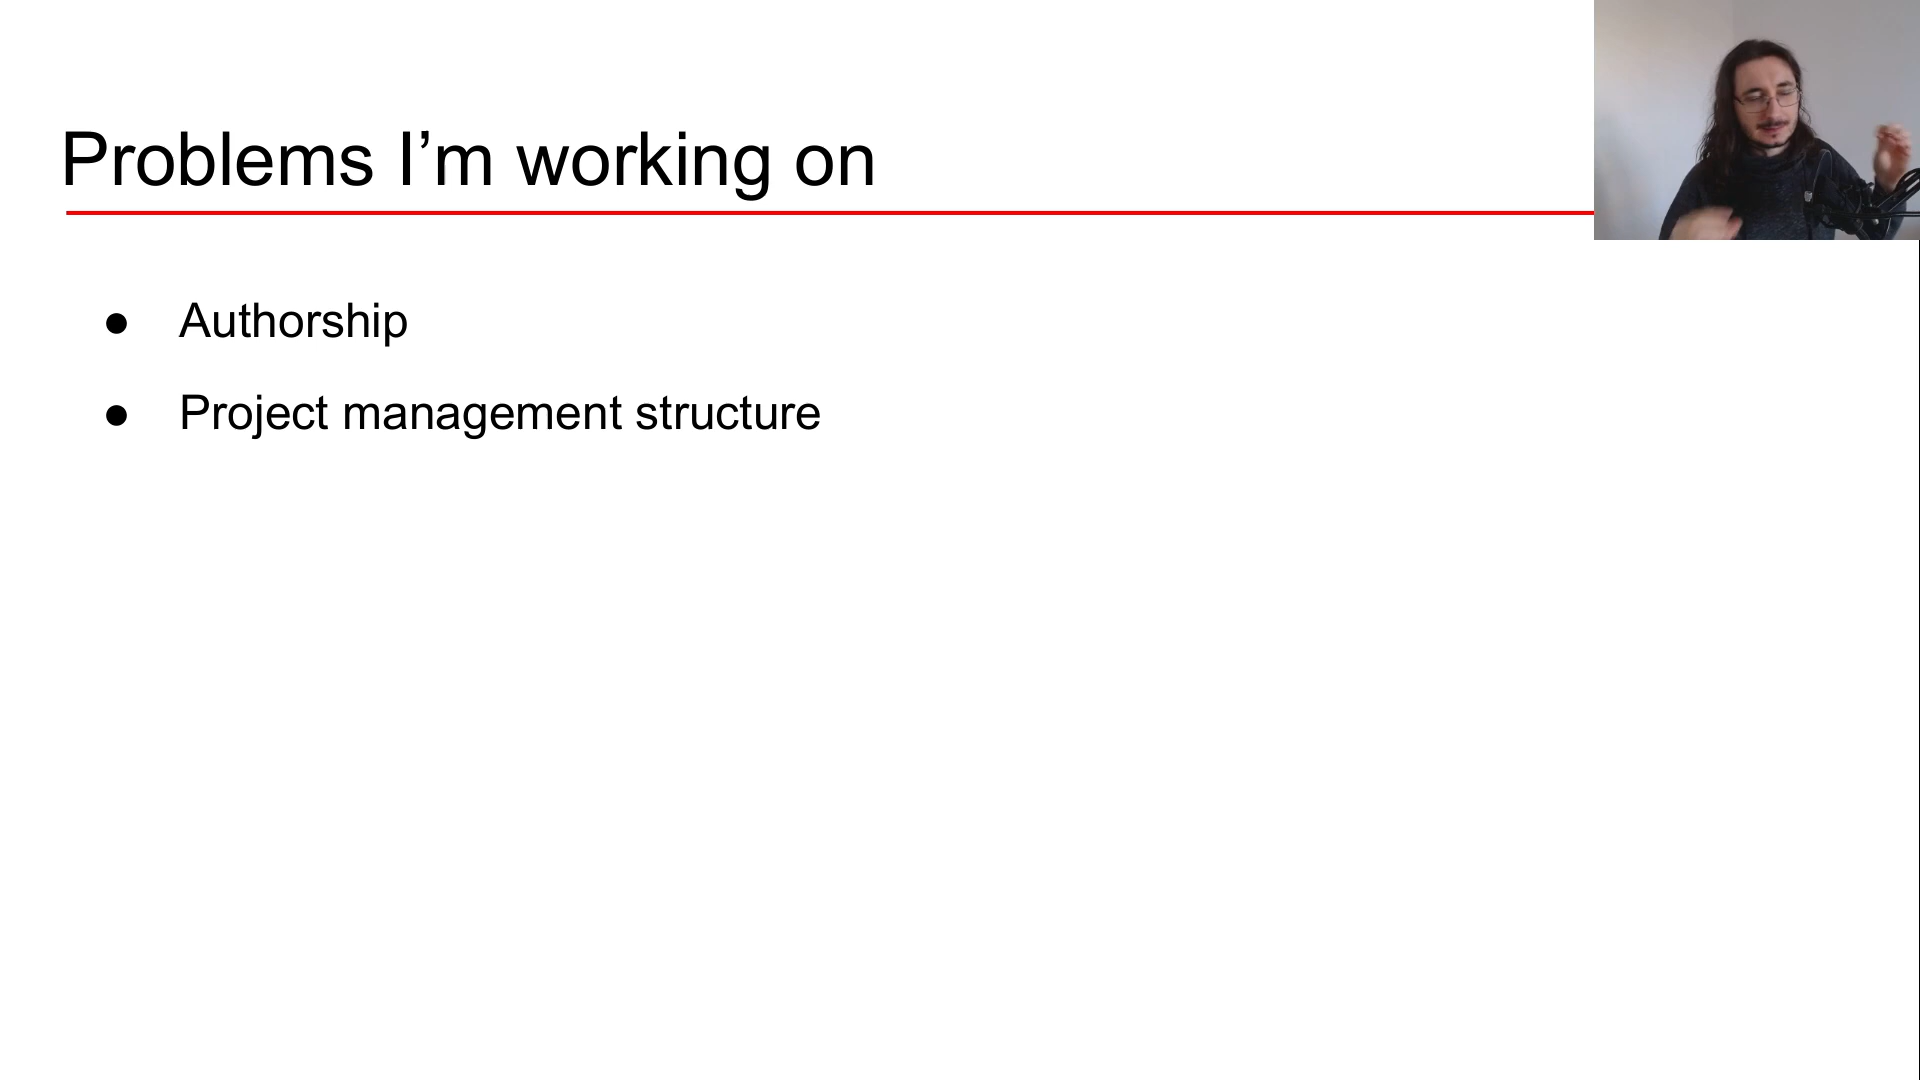 Problems I’m working on
● Authorship
● Project management structure